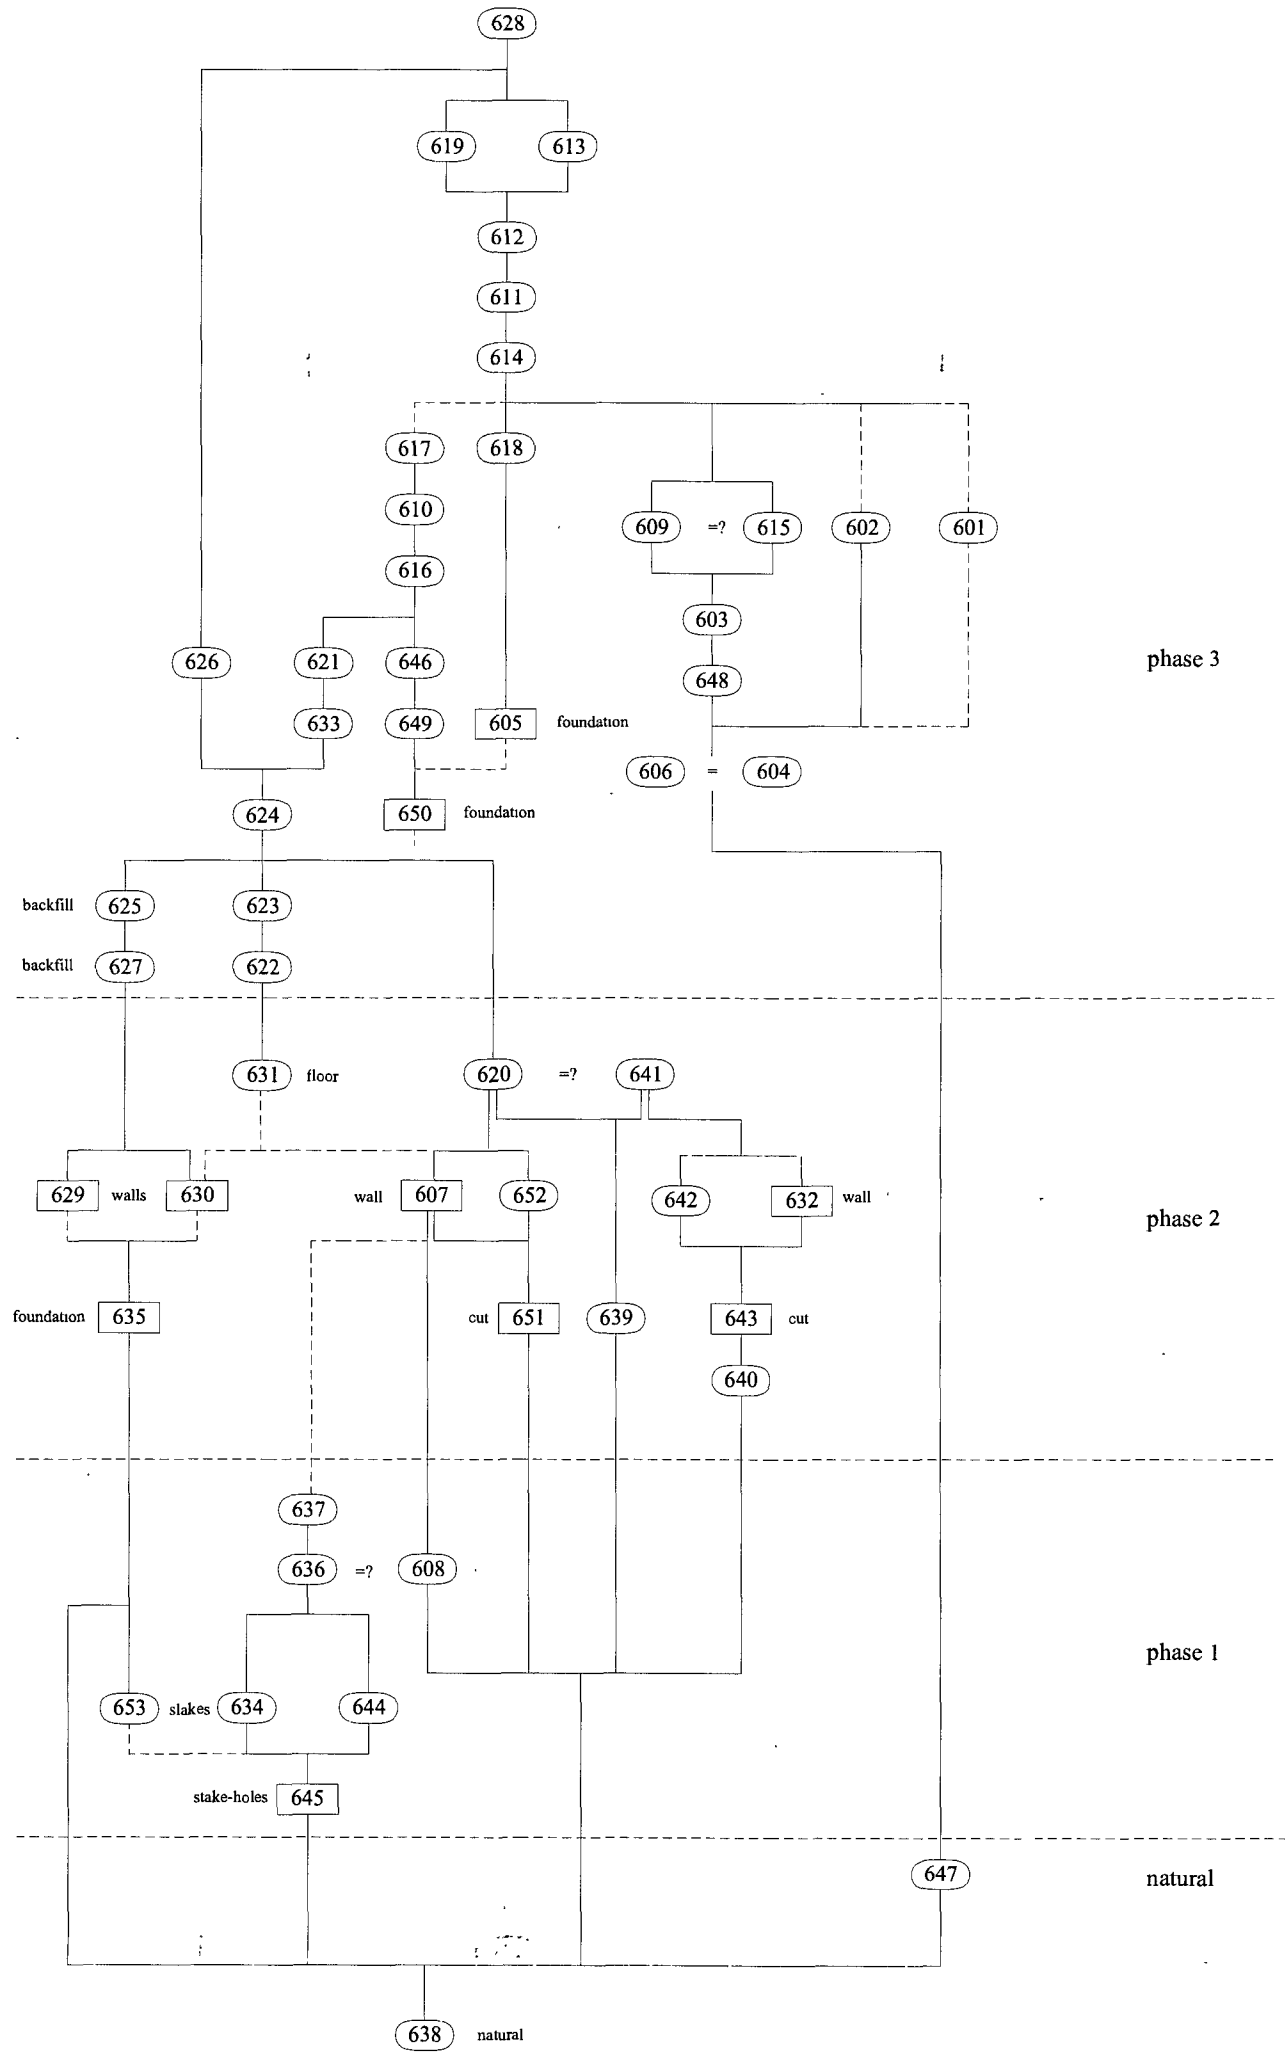 628
619 613
612
611
614
617 618
610 609 =? 615 602 601
616
603
626 621 646 phase 3
648
633 649 605 foundation
606 = 604
624 650 foundation
backfill 625 623
backfill 627 622
631 floor 620 =? 641
629 walls 630 wall 607 652 642 632 wall
phase 2
foundation 635 cut 651 639 643 cut
640
637
636 =? 608
phase 1
653 slakes 634 644
stake-holes 645
647 natural
638 natural